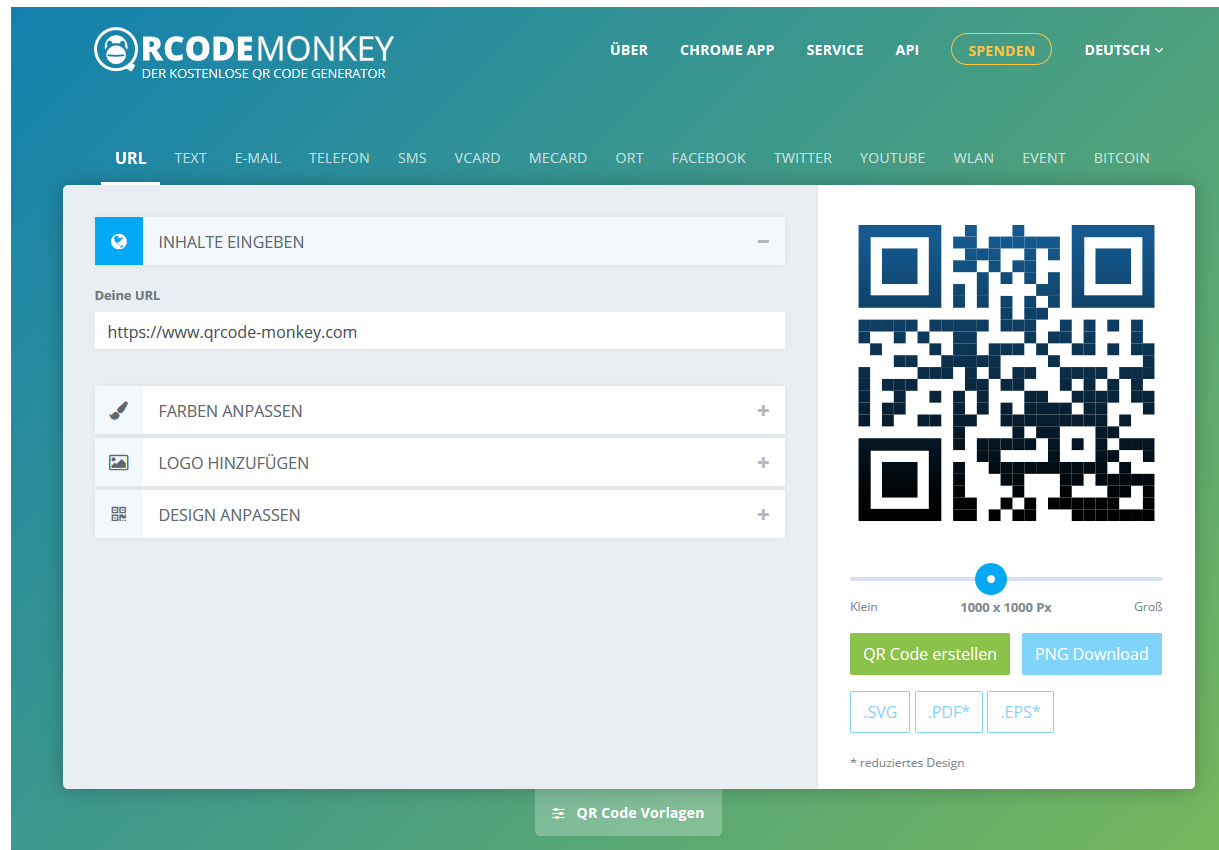 QRCODEMONKEY
DER KOSTENLOSE QR CODE GENERATOR
ÜBER CHROME APP SERVICE API SPENDEN DEUTSCH
URL TEXT E-MAIL TELEFON SMS VCARD MECARD ORT FACEBOOK TWITTER YOUTUBE WLAN EVENT BITCOIN
INHALTE EINGEBEN
Deine URL
https://www.qrcode-monkey.com
FARBEN ANPASSEN
LOGO HINZUFÜGEN
DESIGN ANPASSEN
Klein 1000 x 1000 Px Groß
QR Code erstellen PNG Download
.SVG .PDF* .EPS*
* reduziertes Design
QR Code Vorlagen